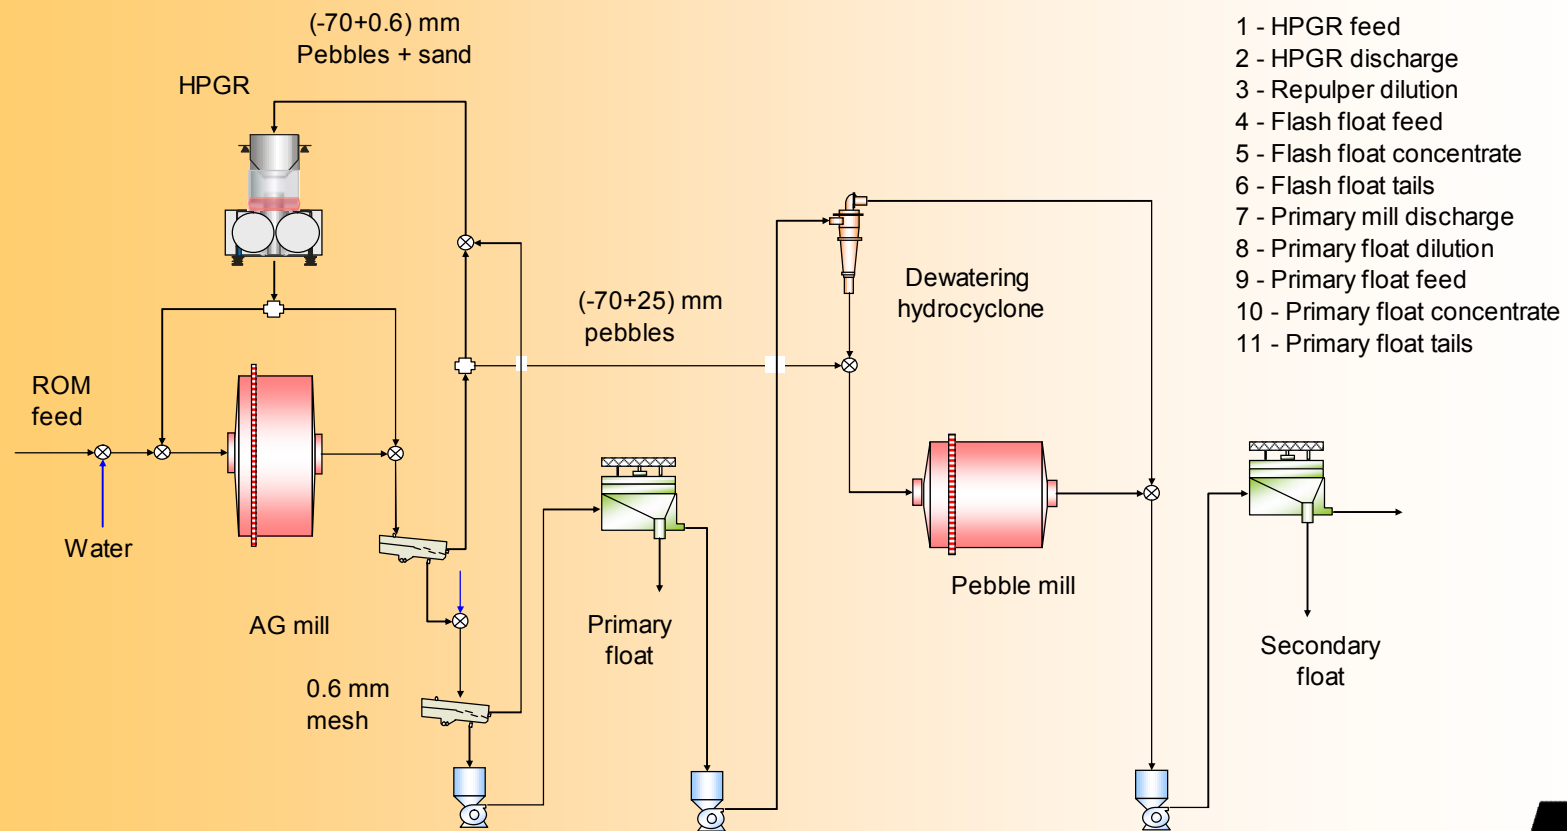 (-70+0.6) mm
Pebbles + sand
HPGR
1 - HPGR feed
2 - HPGR discharge
3 - Repulper dilution
4 - Flash float feed
5 - Flash float concentrate
6 - Flash float tails
7 - Primary mill discharge
8 - Primary float dilution
9 - Primary float feed
10 - Primary float concentrate
11 - Primary float tails
Dewatering
hydrocyclone
(-70+25) mm
pebbles
ROM
feed
Water
AG mill
Primary
float
Pebble mill
Secondary
float
0.6 mm
mesh